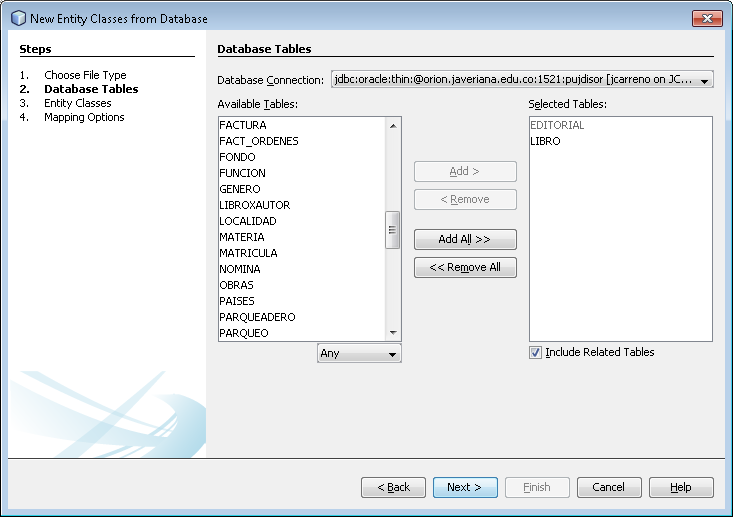 New Entity Classes from Database
Steps
1. Choose File Type
2. Database Tables
3. Entity Classes
4. Mapping Options
Database Tables
Database Connection: jdbc:oracle:thin:@orion.javeriana.edu.co:1521:pujdisor [jcarreno on JC...
Available Tables:
FACTURA
FACT_ORDENES
FONDO
FUNCION
GENERO
LIBROXAUTOR
LOCALIDAD
MATERIA
MATRICULA
NOMINA
OBRAS
PAISES
PARQUEADERO
PARQUEO
Any
Add >
< Remove
Add All >>
<< Remove All
Selected Tables:
EDITORIAL
LIBRO
Include Related Tables
< Back Next > Finish Cancel Help